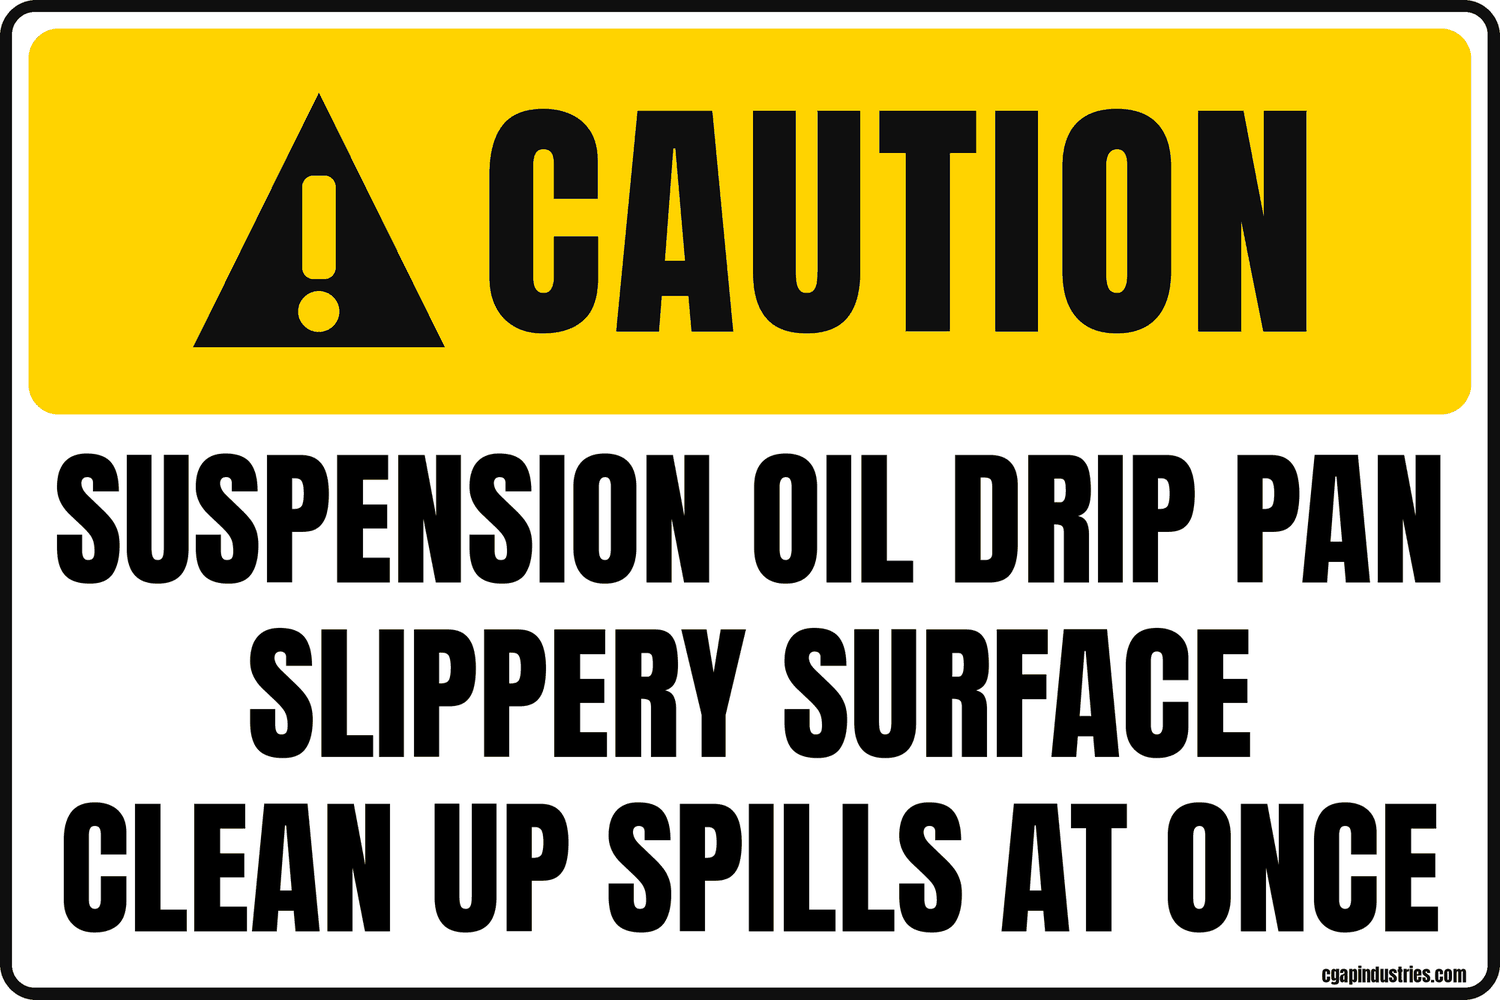 CAUTION
SUSPENSION OIL DRIP PAN
SLIPPERY SURFACE
CLEAN UP SPILLS AT ONCE
cgapindustries.com